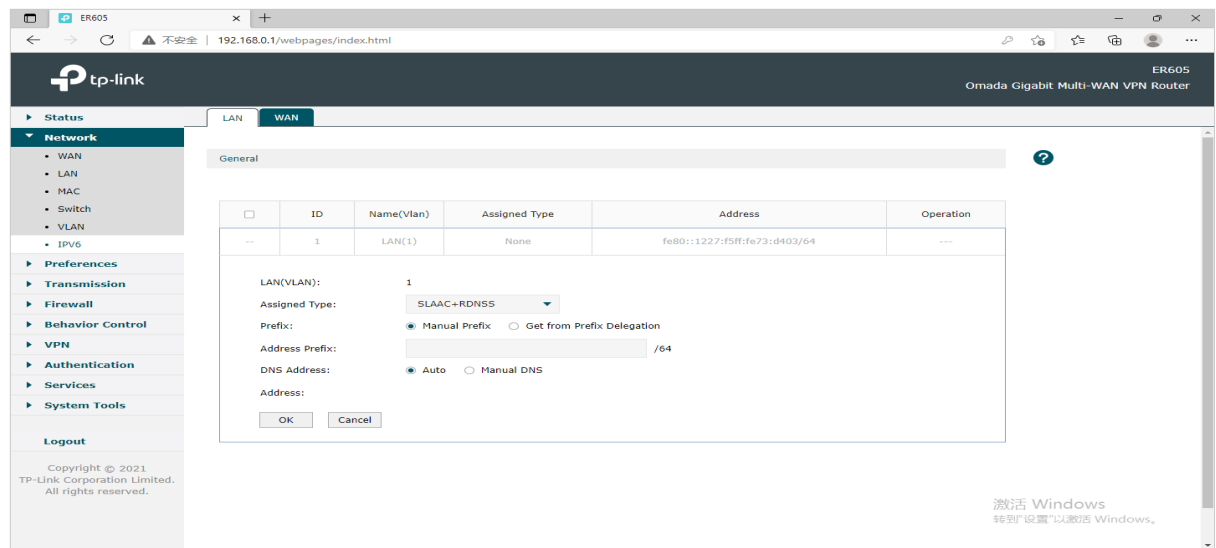 ER605
不安全 | 192.168.0.1/webpages/index.html
tp-link
ER605
Omada Gigabit Multi-WAN VPN Router
Status
Network
WAN
LAN
MAC
Switch
VLAN
IPV6
Preferences
Transmission
Firewall
Behavior Control
VPN
Authentication
Services
System Tools
Logout
Copyright © 2021
TP-Link Corporation Limited.
All rights reserved.
LAN WAN
General
ID Name(Vlan) Assigned Type Address Operation
-- 1 LAN(1) None fe80::1227:f5ff:fe73:d403/64 ---
LAN(VLAN): 1
Assigned Type: SLAAC+RDNSS
Prefix: Manual Prefix Get from Prefix Delegation
Address Prefix: /64
DNS Address: Auto Manual DNS
Address:
OK Cancel
激活 Windows
转到"设置"以激活 Windows。